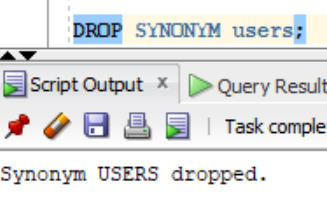 DROP SYNONYM users;
Script Output x Query Result
Task comple
Synonym USERS dropped.